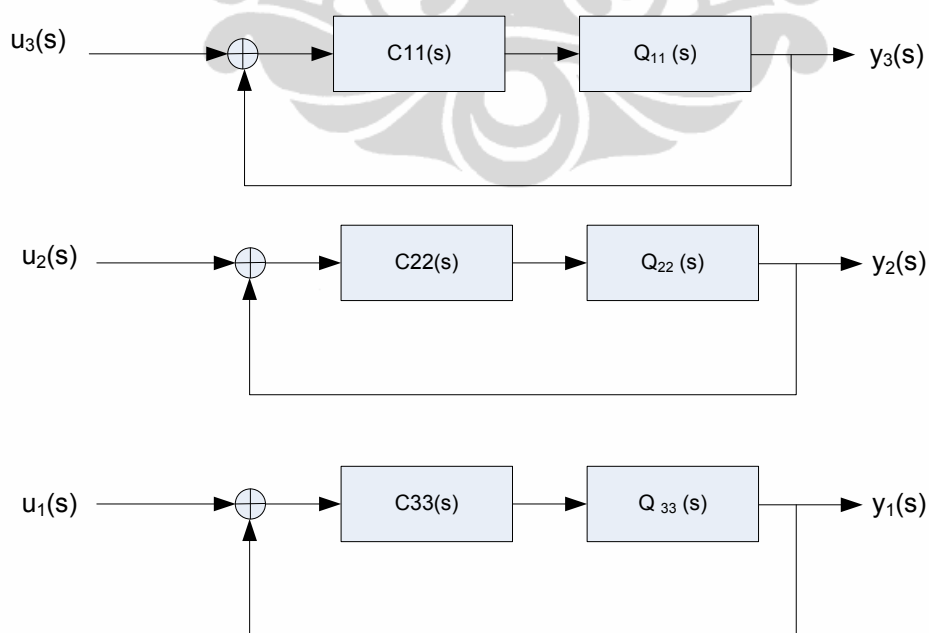 u₃(s) C11(s) Q₁₁ (s) y₃(s)
u₂(s) C22(s) Q₂₂ (s) y₂(s)
u₁(s) C33(s) Q ₃₃ (s) y₁(s)